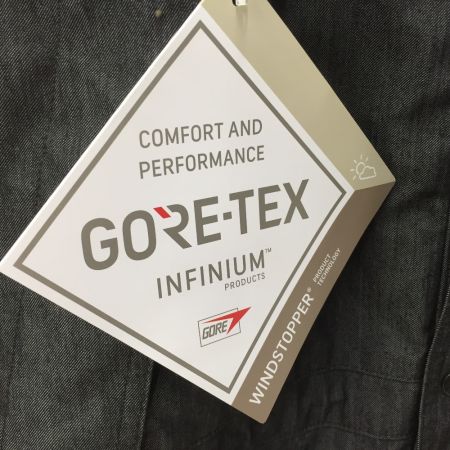 COMFORT AND
PERFORMANCE
GORE-TEX
INFINIUM™
PRODUCTS
GORE
WINDSTOPPER®
PRODUCT
TECHNOLOGY